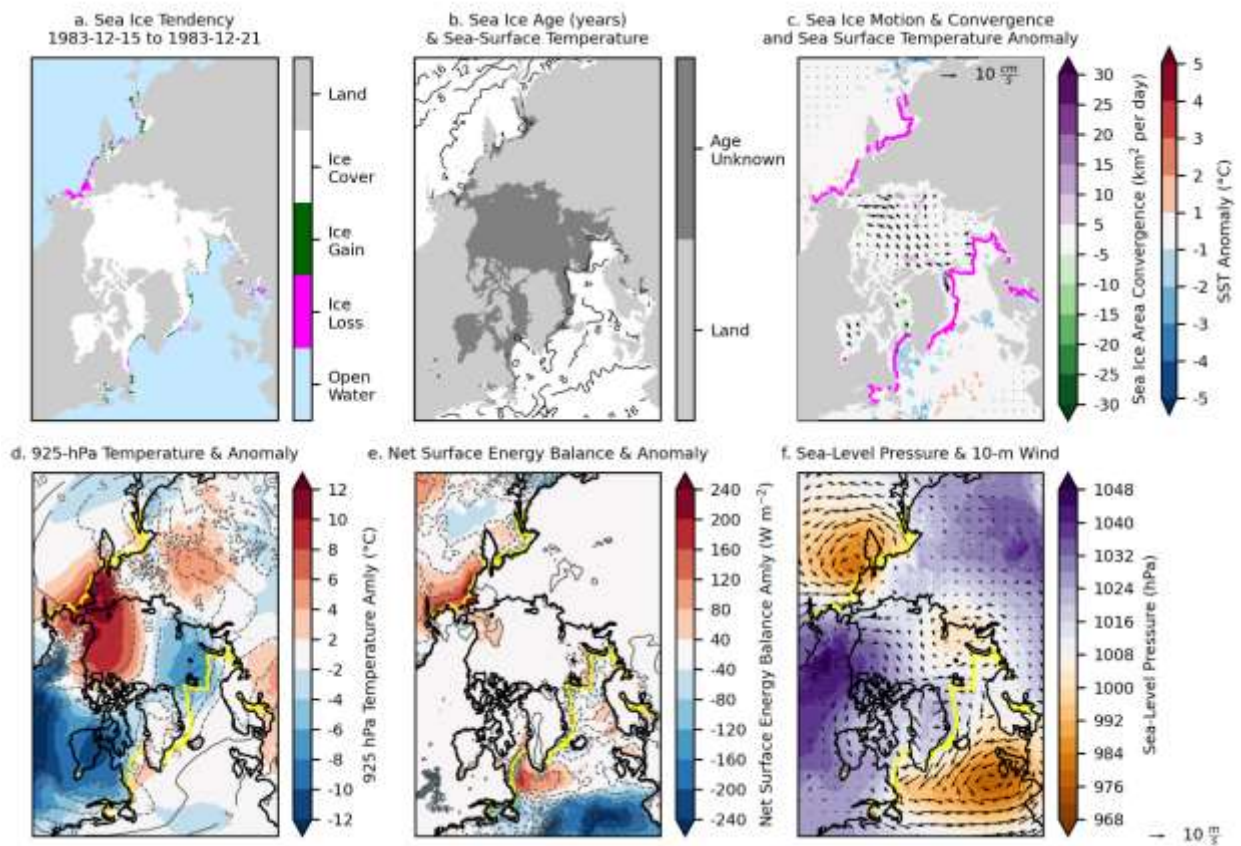 a. Sea Ice Tendency
1983-12-15 to 1983-12-21
Land
Ice
Cover
Ice
Gain
Ice
Loss
Open
Water
b. Sea Ice Age (years)
& Sea-Surface Temperature
Age
Unknown
Land
c. Sea Ice Motion & Convergence
and Sea Surface Temperature Anomaly
10 cm/s
30
25
20
15
10
5
-5
-10
-15
-20
-25
-30
Sea Ice Area Convergence (km² per day)
5
4
3
2
1
-1
-2
-3
-4
-5
SST Anomaly (°C)
d. 925-hPa Temperature & Anomaly
12
10
8
6
4
2
-2
-4
-6
-8
-10
-12
925 hPa Temperature Amly (°C)
e. Net Surface Energy Balance & Anomaly
240
200
160
120
80
40
-40
-80
-120
-160
-200
-240
Net Surface Energy Balance Amly (W m⁻²)
f. Sea-Level Pressure & 10-m Wind
1048
1040
1032
1024
1016
1008
1000
992
984
976
968
Sea-Level Pressure (hPa)
10 m/s